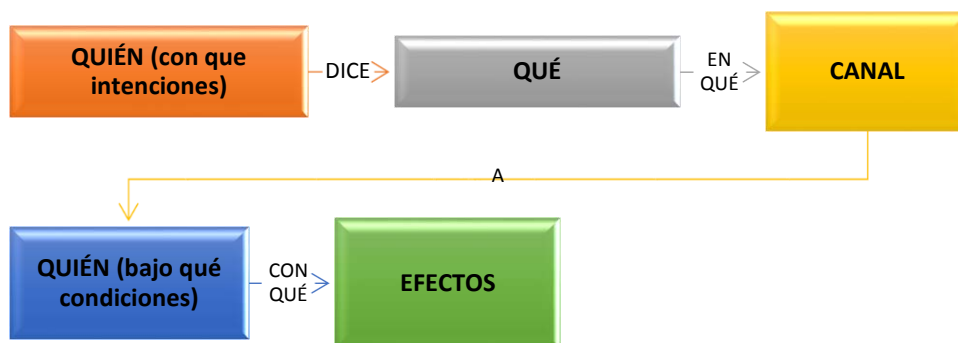 QUIÉN (con que
intenciones)
DICE
QUÉ
EN
QUÉ
CANAL
A
QUIÉN (bajo qué
condiciones)
CON
QUÉ
EFECTOS